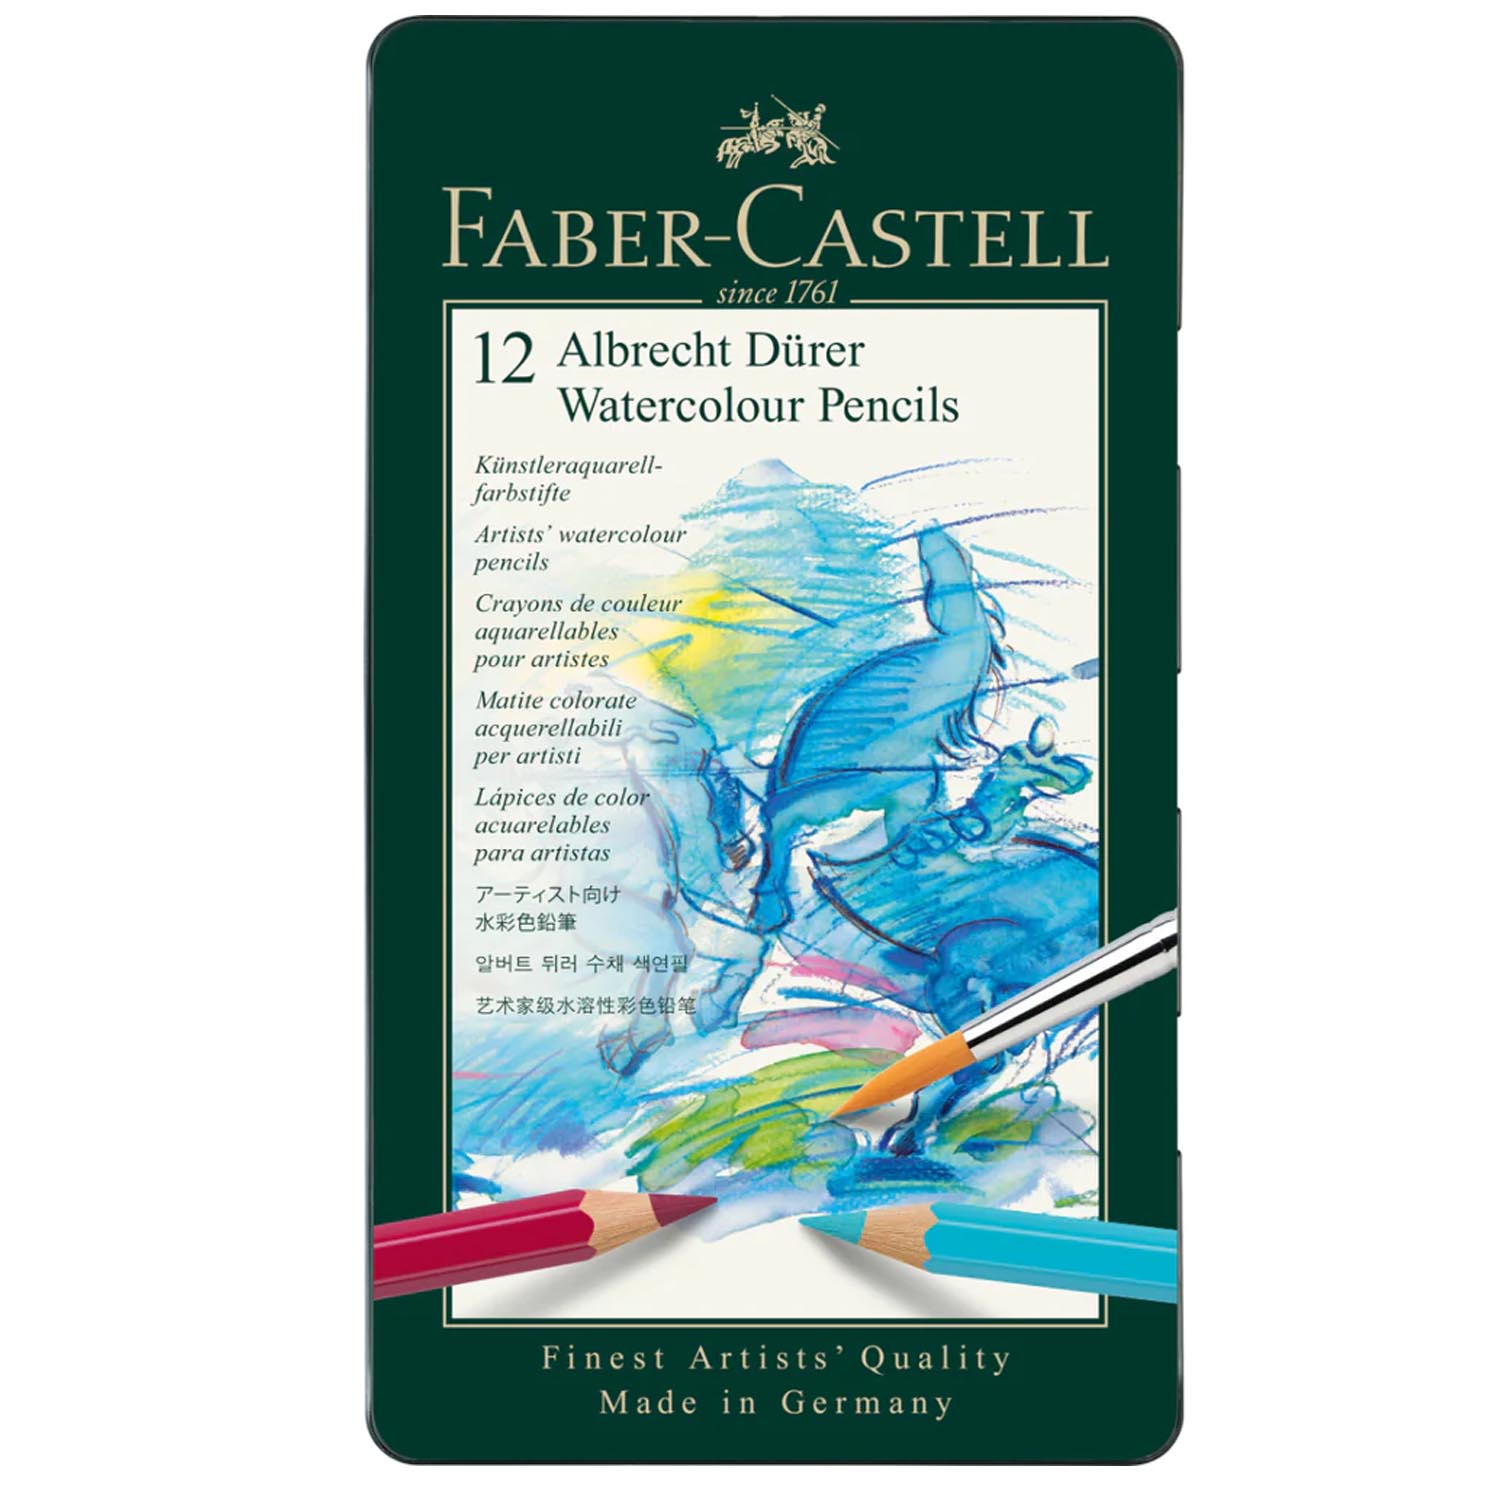 FABER-CASTELL
since 1761
12 Albrecht Dürer
Watercolour Pencils
Künstleraquarell-
farbstifte
Artists’ watercolour
pencils
Crayons de couleur
aquarellables
pour artistes
Matite colorate
acquerellabili
per artisti
Lápices de color
acuarelables
para artistas
アーティスト向け
水彩色鉛筆
알버트 뒤러 수채 색연필
艺术家级水溶性彩色铅笔
Finest Artists’ Quality
Made in Germany